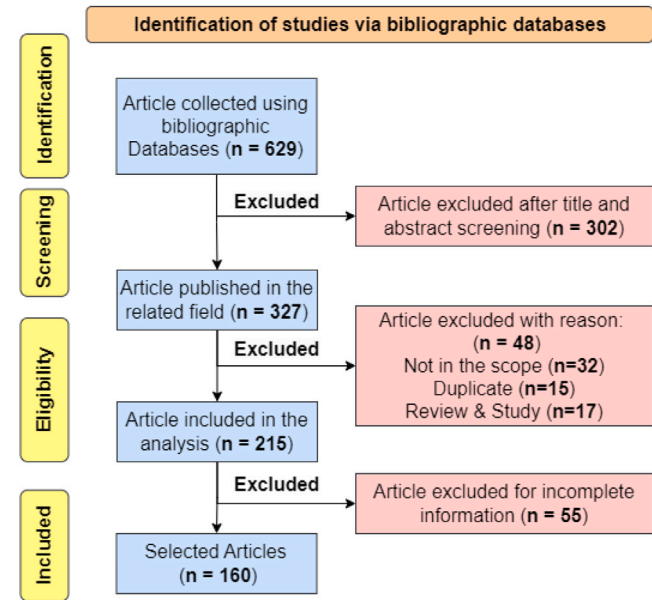 Identification of studies via bibliographic databases
Identification
Article collected using
bibliographic
Databases (n = 629)
Excluded
Screening
Article excluded after title and
abstract screening (n = 302)
Article published in the
related field (n = 327)
Excluded
Article excluded with reason:
(n = 48)
Not in the scope (n=32)
Duplicate (n=15)
Review & Study (n=17)
Eligibility
Article included in the
analysis (n = 215)
Excluded
Article excluded for incomplete
information (n = 55)
Included
Selected Articles
(n = 160)